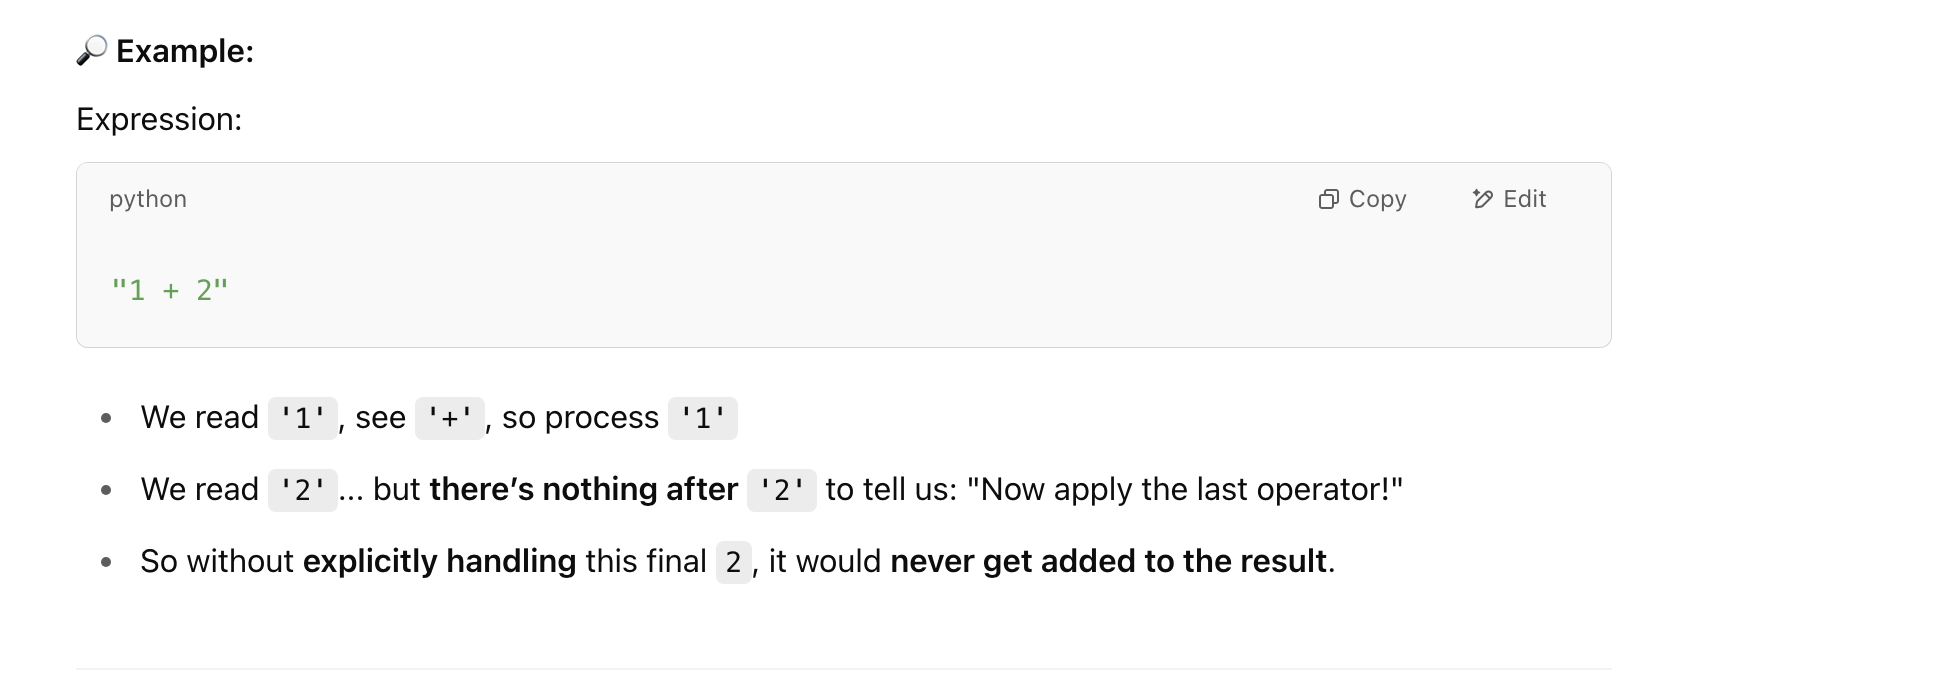 🔎 Example:
Expression:
python
Copy
Edit
"1 + 2"
• We read '1', see '+', so process '1'
• We read '2'... but there’s nothing after '2' to tell us: "Now apply the last operator!"
• So without explicitly handling this final 2, it would never get added to the result.